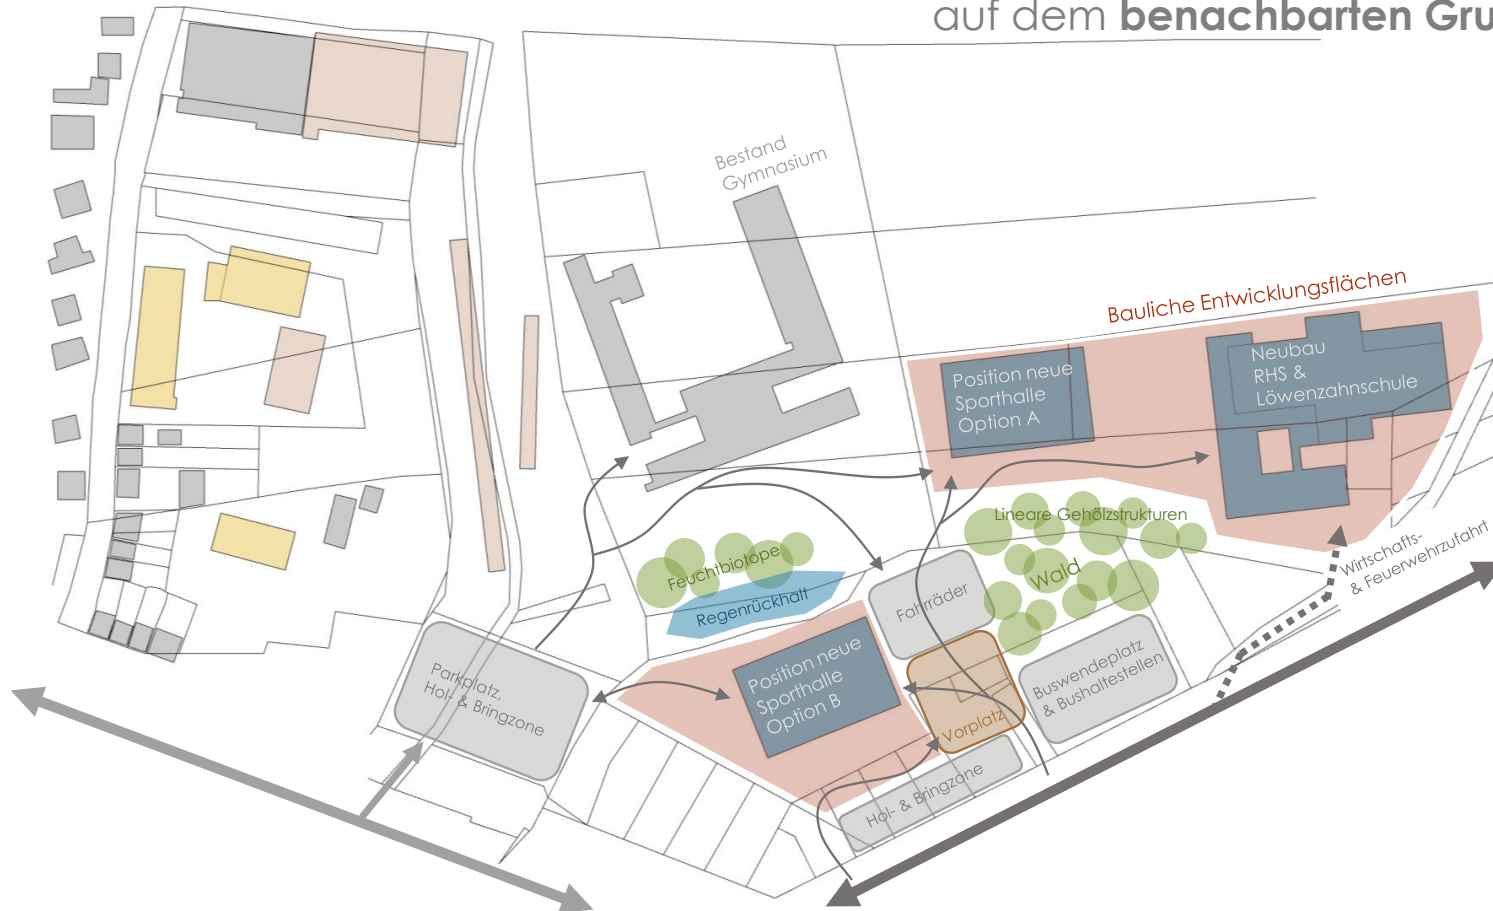 auf dem benachbarten Gru
Bestand
Gymnasium
Bauliche Entwicklungsflächen
Position neue
Sporthalle
Option A
Neubau
RHS &
Löwenzahnschule
Lineare Gehölzstrukturen
Feuchtbiotope
Wald
Regenrückhalt
Fahrräder
Wirtschafts-
& Feuerwehrzufahrt
Parkplatz,
Hol- & Bringzone
Position neue
Sporthalle
Option B
Buswendeplatz
& Bushaltestellen
Vorplatz
Hol- & Bringzone